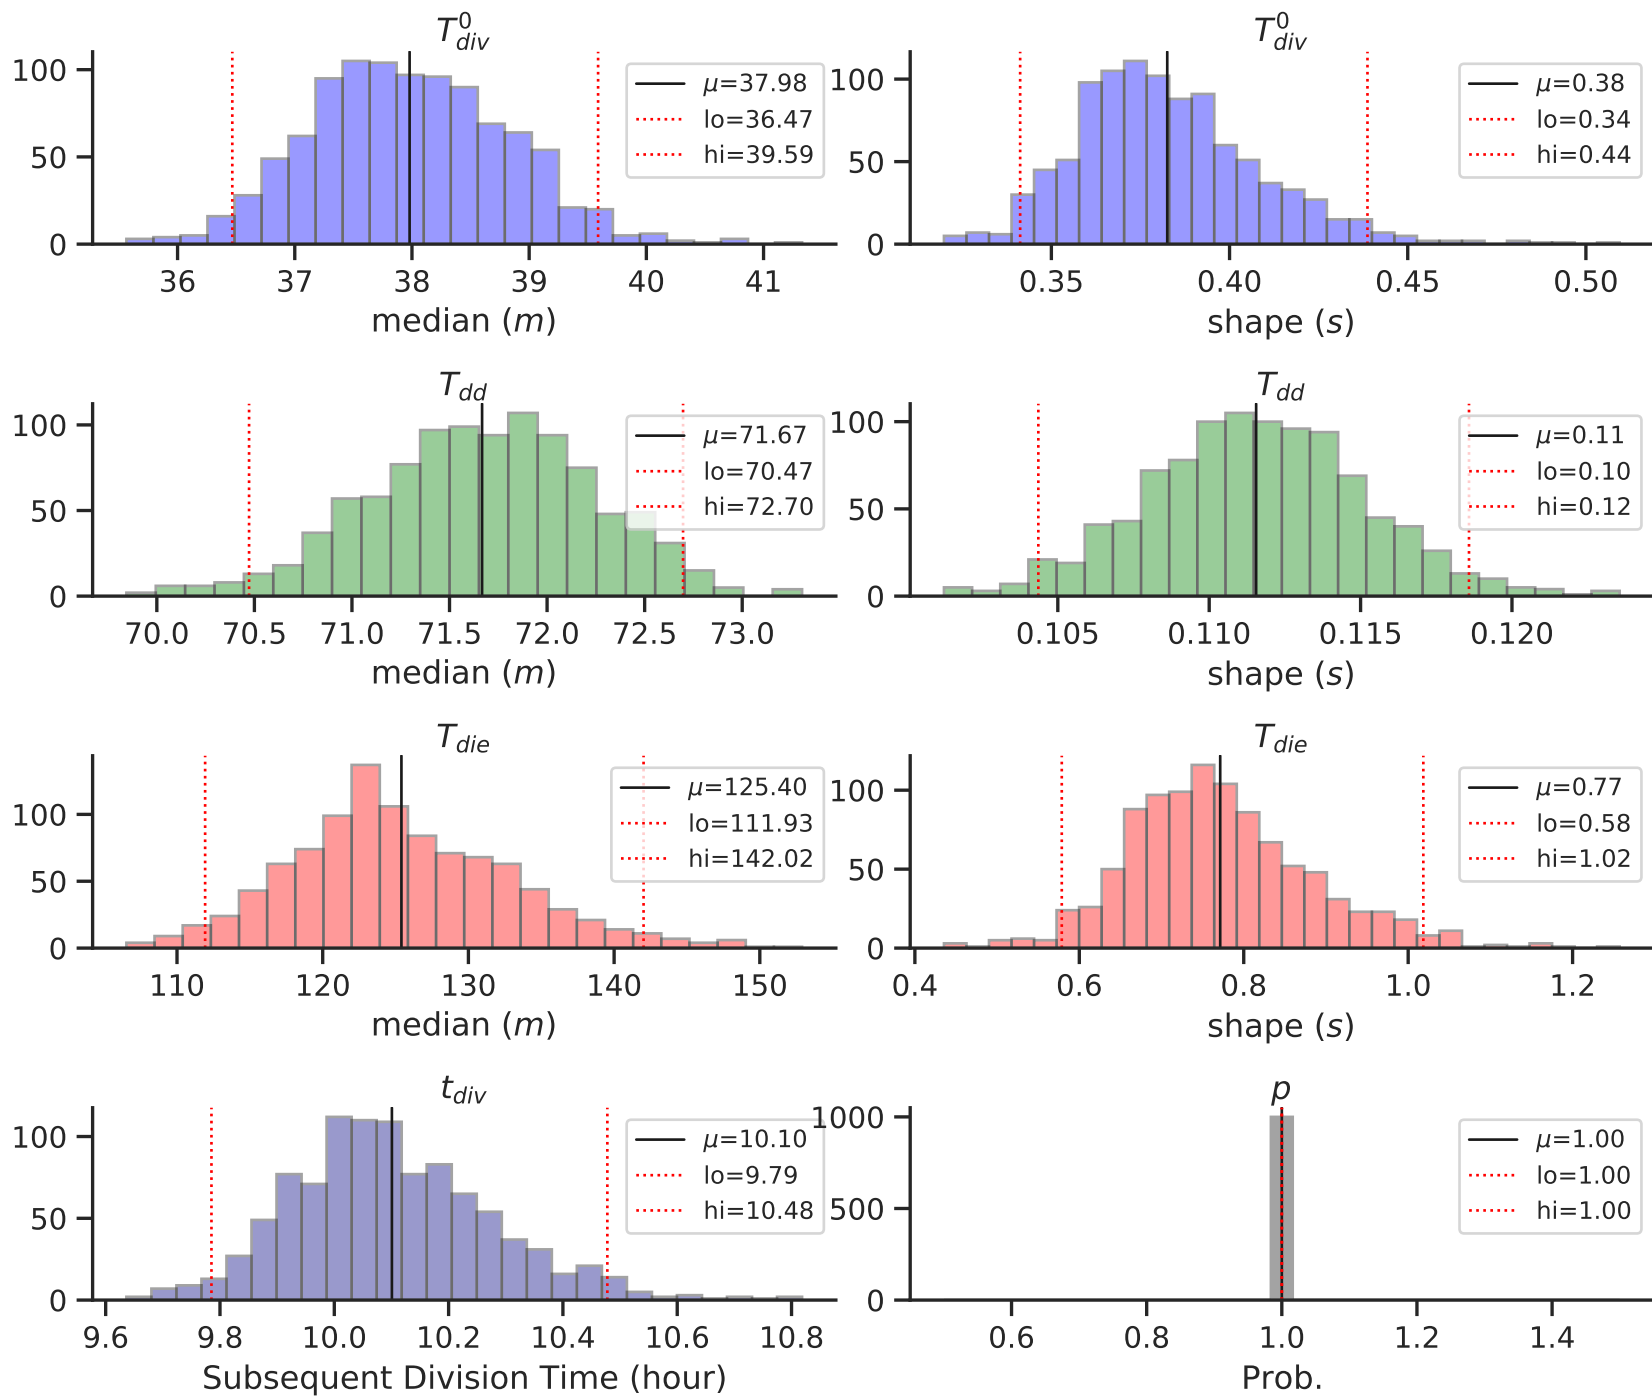 T⁰div
100
50
0
μ=37.98
lo=36.47
hi=39.59
36 37 38 39 40 41
median (m)
T⁰div
100
50
0
μ=0.38
lo=0.34
hi=0.44
0.35 0.40 0.45 0.50
shape (s)
Tdd
100
50
0
μ=71.67
lo=70.47
hi=72.70
70.0 70.5 71.0 71.5 72.0 72.5 73.0
median (m)
Tdd
100
50
0
μ=0.11
lo=0.10
hi=0.12
0.105 0.110 0.115 0.120
shape (s)
Tdie
100
50
0
μ=125.40
lo=111.93
hi=142.02
110 120 130 140 150
median (m)
Tdie
100
50
0
μ=0.77
lo=0.58
hi=1.02
0.4 0.6 0.8 1.0 1.2
shape (s)
tdiv
100
50
0
μ=10.10
lo=9.79
hi=10.48
9.6 9.8 10.0 10.2 10.4 10.6 10.8
Subsequent Division Time (hour)
p
1000
500
0
μ=1.00
lo=1.00
hi=1.00
0.6 0.8 1.0 1.2 1.4
Prob.